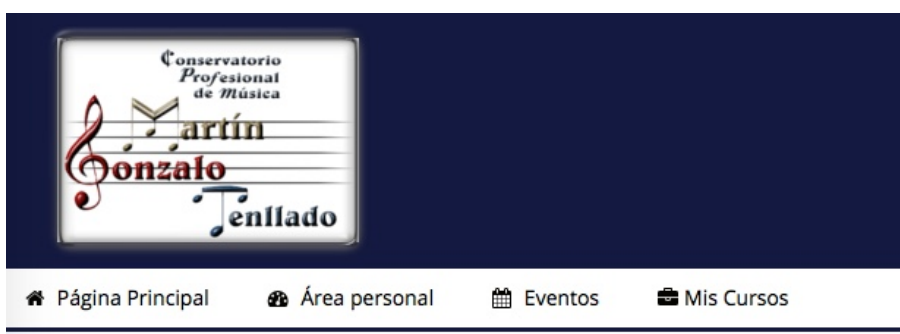 Conservatorio
Profesional
de Música
Martín
Gonzalo
Tenllado
Página Principal Área personal Eventos Mis Cursos